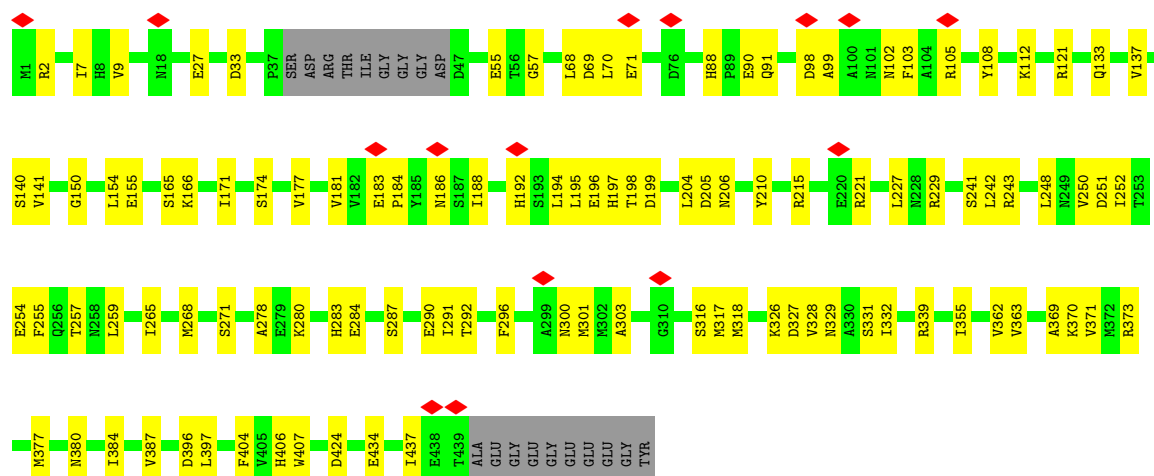 M1 R2 I7 H8 V9 N18 E27 D33 P37 SER ASP ARG THR ILE GLY GLY GLY ASP D47 E55 T56 G57 L68 D69 L70 E71 D76 H88 P89 E90 Q91 D98 A99 A100 N101 N102 F103 A104 R105 Y108 K112 R121 Q133 V137
S140 V141 G150 L154 E155 S165 K166 I171 S174 V177 V181 V182 E183 P184 Y185 N186 S187 I188 H192 S193 L194 L195 E196 H197 T198 D199 L204 D205 N206 Y210 R215 E220 R221 L227 N228 R229 S241 L242 R243 L248 N249 V250 D251 I252 T253
E254 F255 Q256 T257 N258 L259 I265 M268 S271 A278 E279 K280 H283 E284 S287 E290 I291 T292 F296 A299 N300 M301 M302 A303 G310 S316 M317 M318 K326 D327 V328 N329 A330 S331 I332 R339 I355 V362 V363 A369 K370 V371 M372 R373
M377 N380 I384 V387 D396 L397 F404 V405 H406 W407 D424 E434 I437 E438 T439 ALA GLU GLY GLU GLY GLU GLU GLU GLY TYR